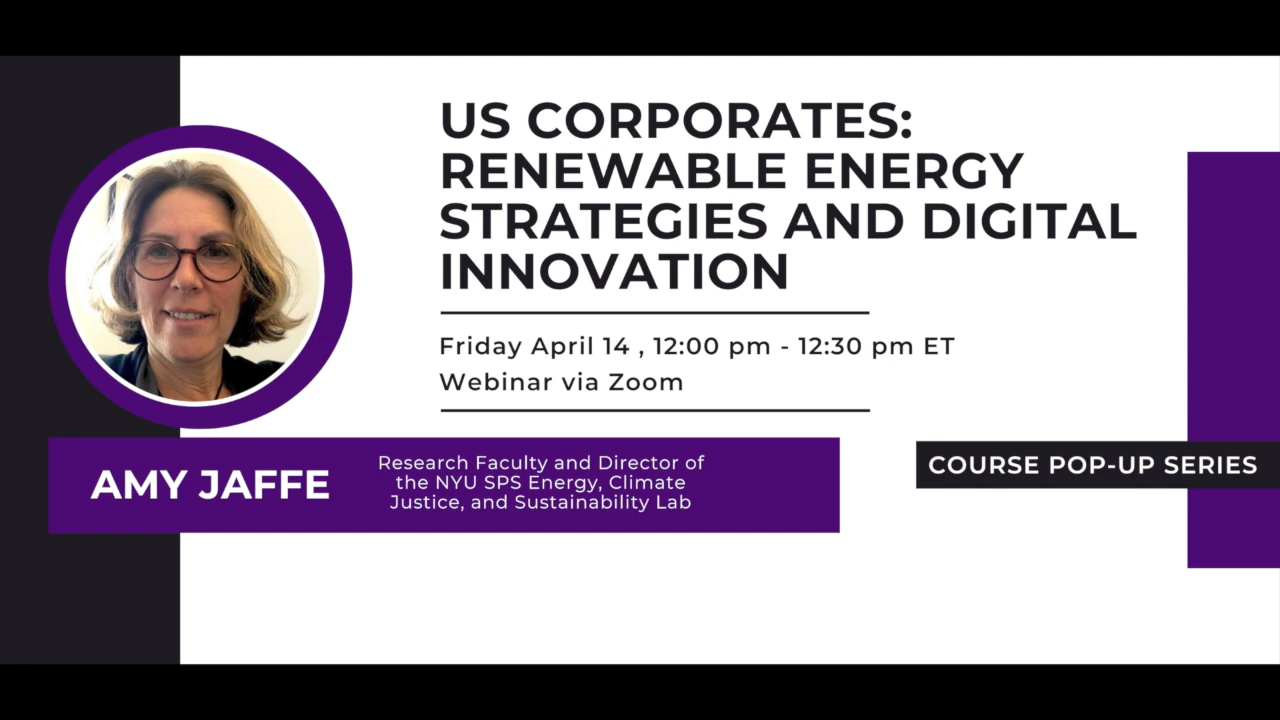 US CORPORATES:
RENEWABLE ENERGY
STRATEGIES AND DIGITAL
INNOVATION
Friday April 14 , 12:00 pm - 12:30 pm ET
Webinar via Zoom
AMY JAFFE
Research Faculty and Director of
the NYU SPS Energy, Climate
Justice, and Sustainability Lab
COURSE POP-UP SERIES